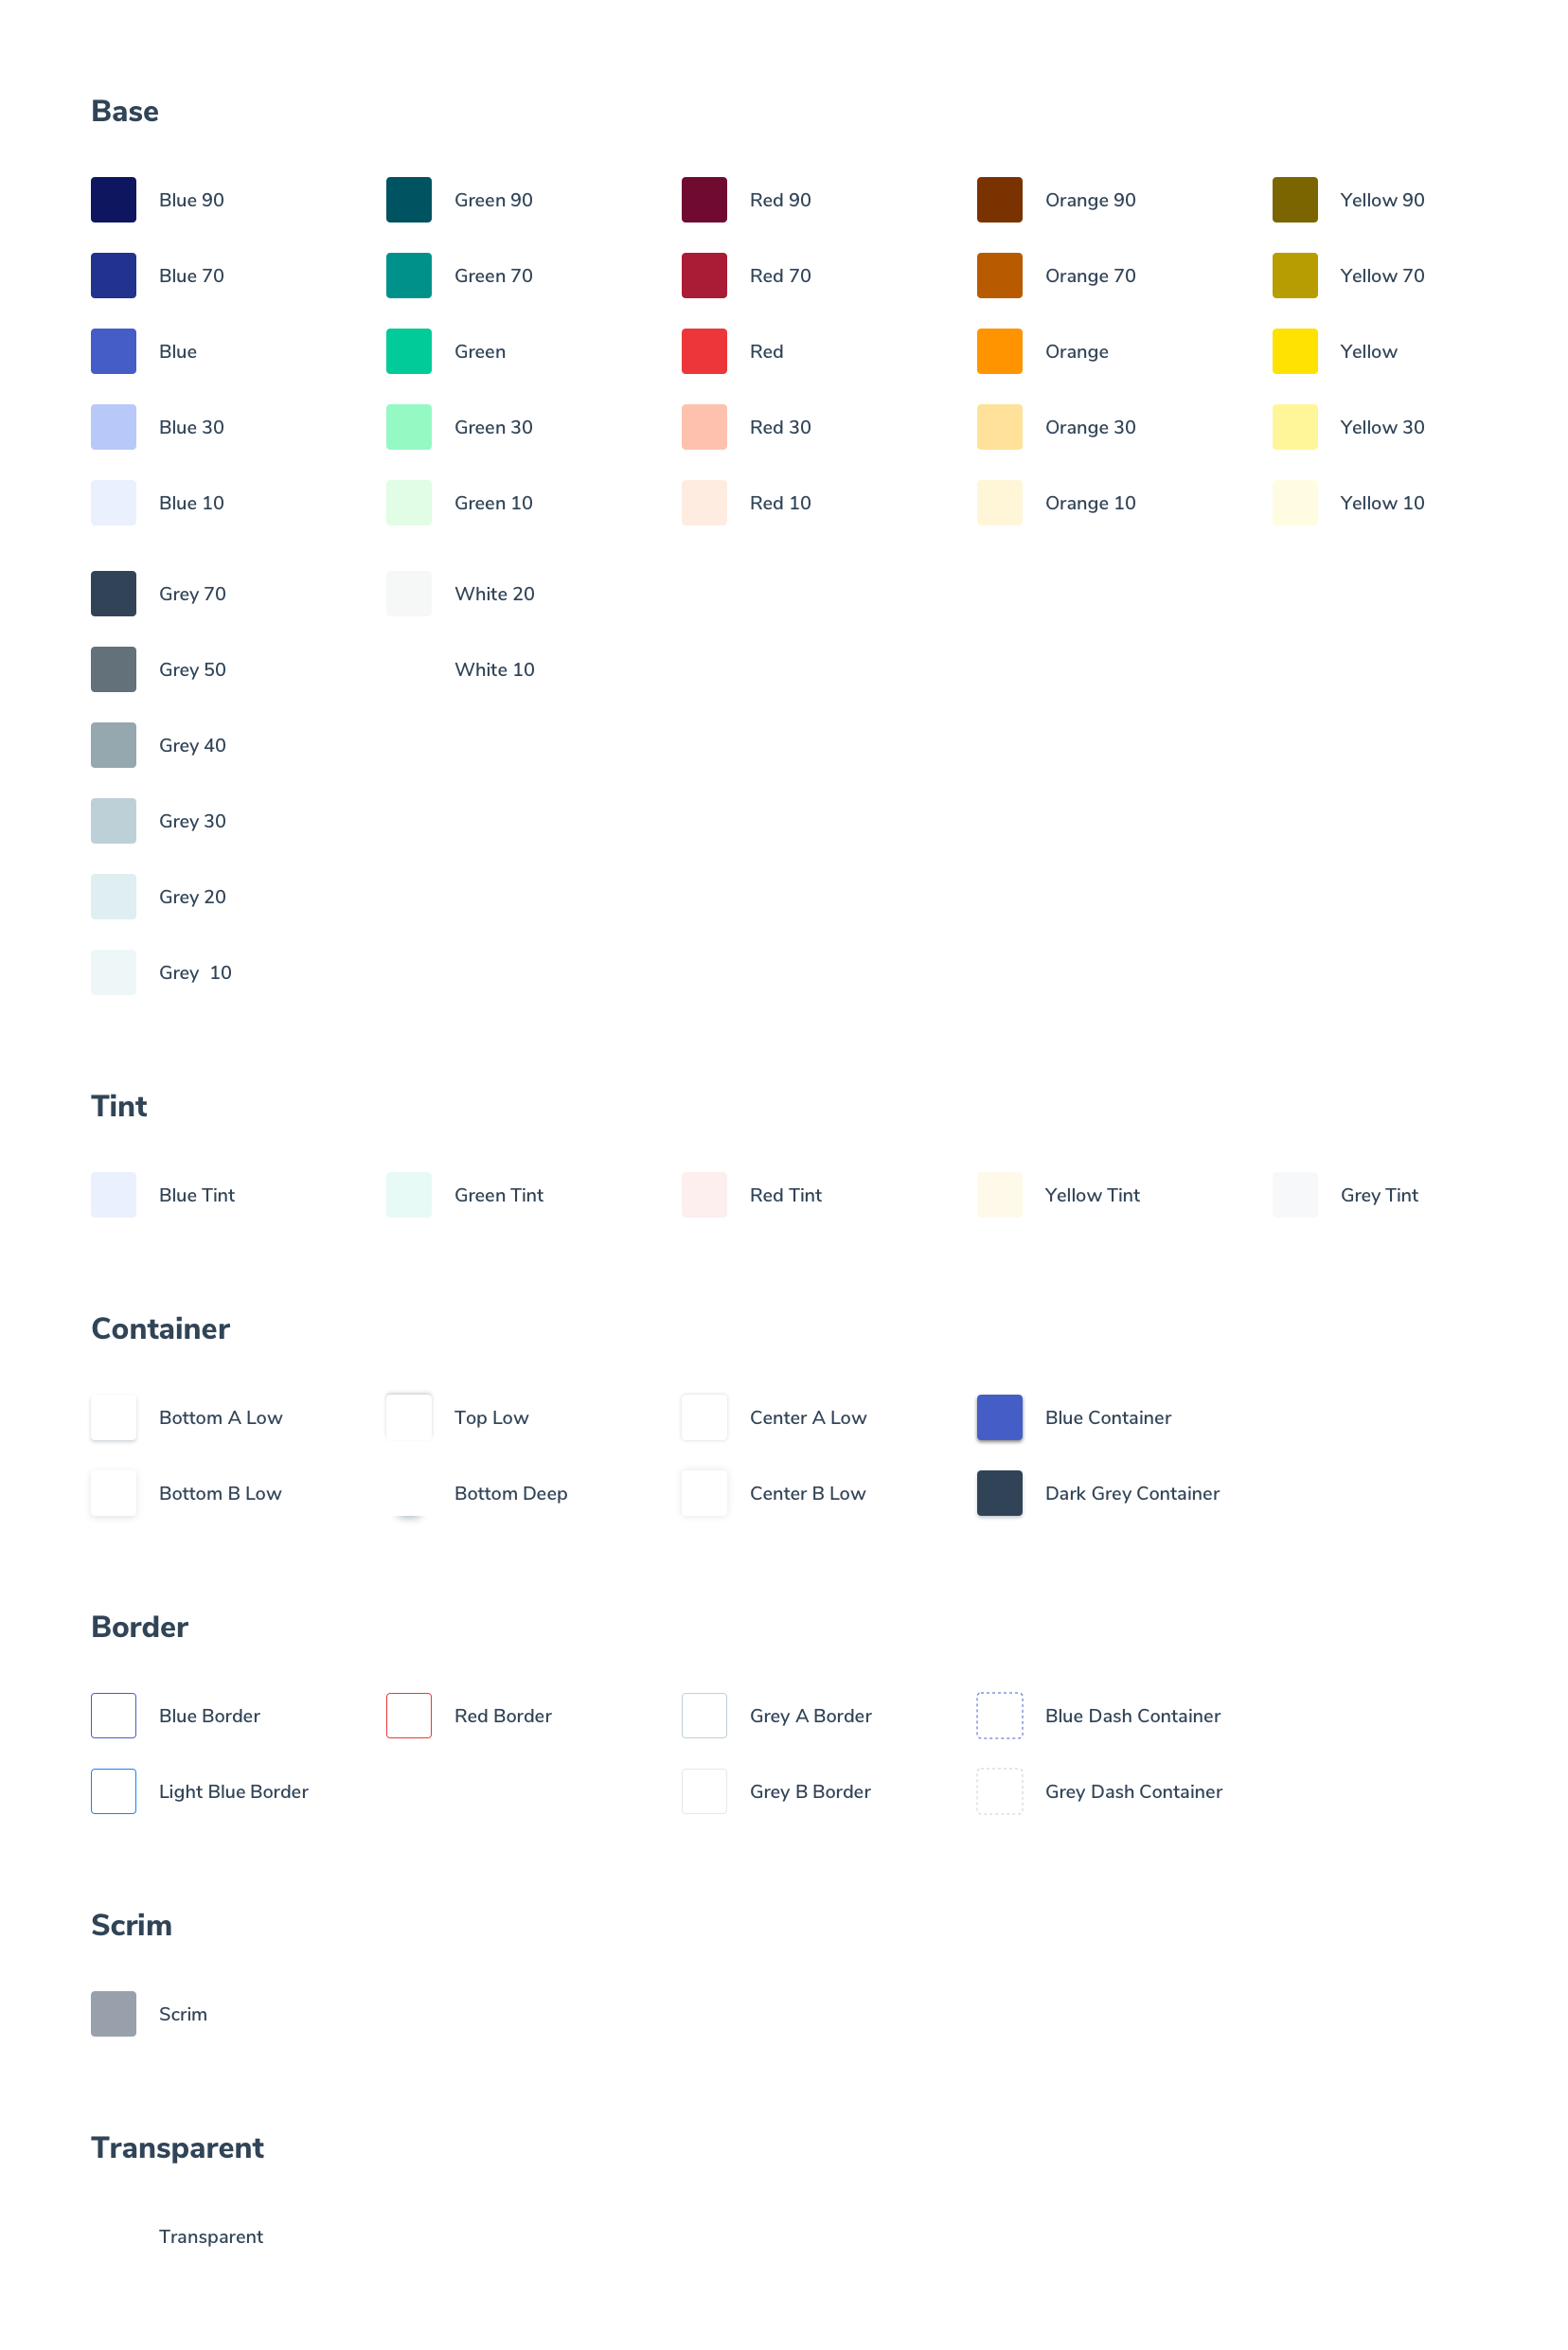 Base
Blue 90 Green 90 Red 90 Orange 90 Yellow 90
Blue 70 Green 70 Red 70 Orange 70 Yellow 70
Blue Green Red Orange Yellow
Blue 30 Green 30 Red 30 Orange 30 Yellow 30
Blue 10 Green 10 Red 10 Orange 10 Yellow 10
Grey 70 White 20
Grey 50 White 10
Grey 40
Grey 30
Grey 20
Grey  10
Tint
Blue Tint Green Tint Red Tint Yellow Tint Grey Tint
Container
Bottom A Low Top Low Center A Low Blue Container
Bottom B Low Bottom Deep Center B Low Dark Grey Container
Border
Blue Border Red Border Grey A Border Blue Dash Container
Light Blue Border Grey B Border Grey Dash Container
Scrim
Scrim
Transparent
Transparent